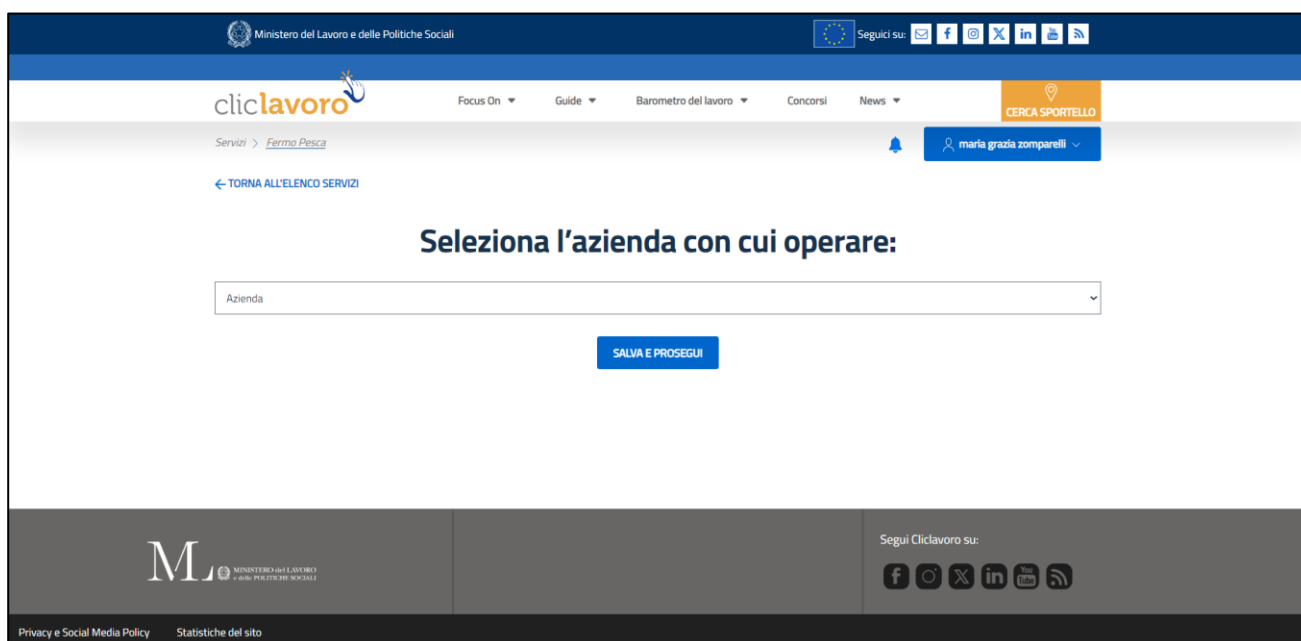 Ministero del Lavoro e delle Politiche Sociali
Seguici su:
cliclavoro
Focus On
Guide
Barometro del lavoro
Concorsi
News
CERCA SPORTELLO
Servizi > Fermo Pesca
maria grazia zomparelli
← TORNA ALL'ELENCO SERVIZI
Seleziona l’azienda con cui operare:
Azienda
SALVA E PROSEGUI
MINISTERO del LAVORO
e delle POLITICHE SOCIALI
Segui Cliclavoro su:
You
Tube
Privacy e Social Media Policy
Statistiche del sito